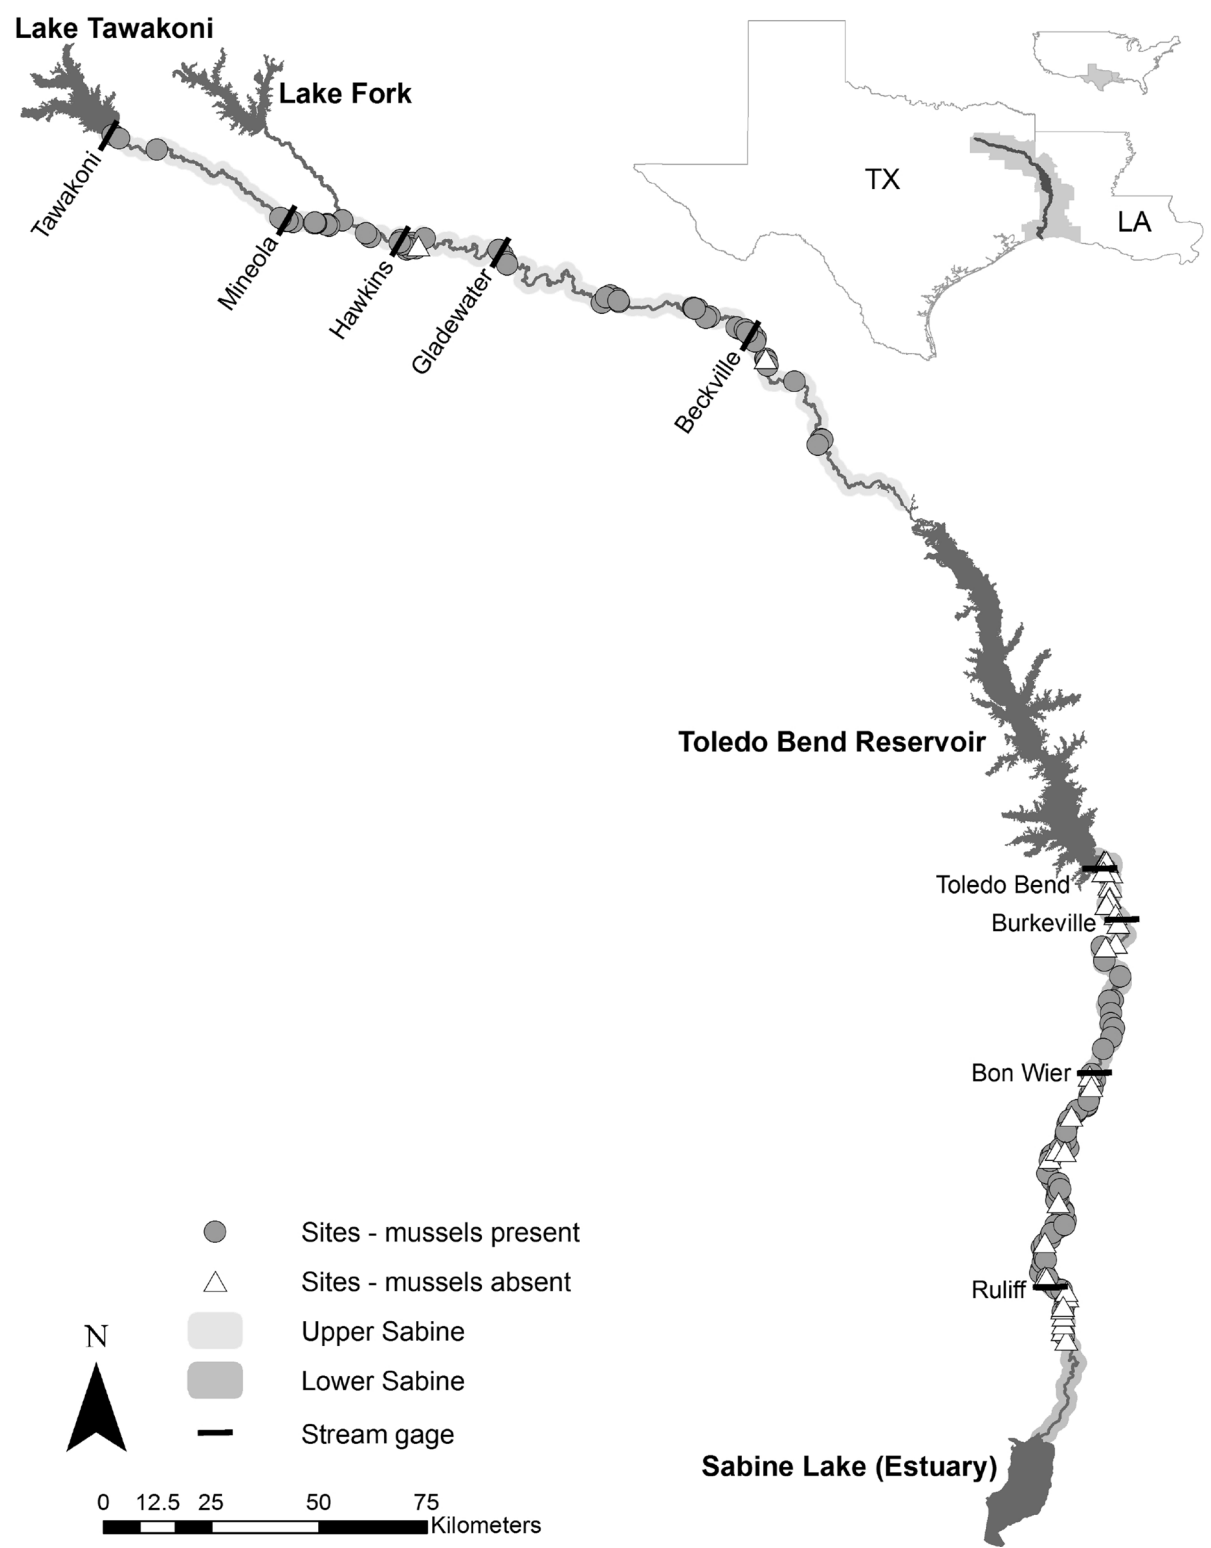 Lake Tawakoni
Lake Fork
TX
LA
Tawakoni
Mineola
Hawkins
Gladewater
Beckville
Toledo Bend Reservoir
Toledo Bend
Burkeville
Bon Wier
Ruliff
Sabine Lake (Estuary)
Sites - mussels present
Sites - mussels absent
Upper Sabine
Lower Sabine
Stream gage
N
0 12.5 25 50 75
Kilometers